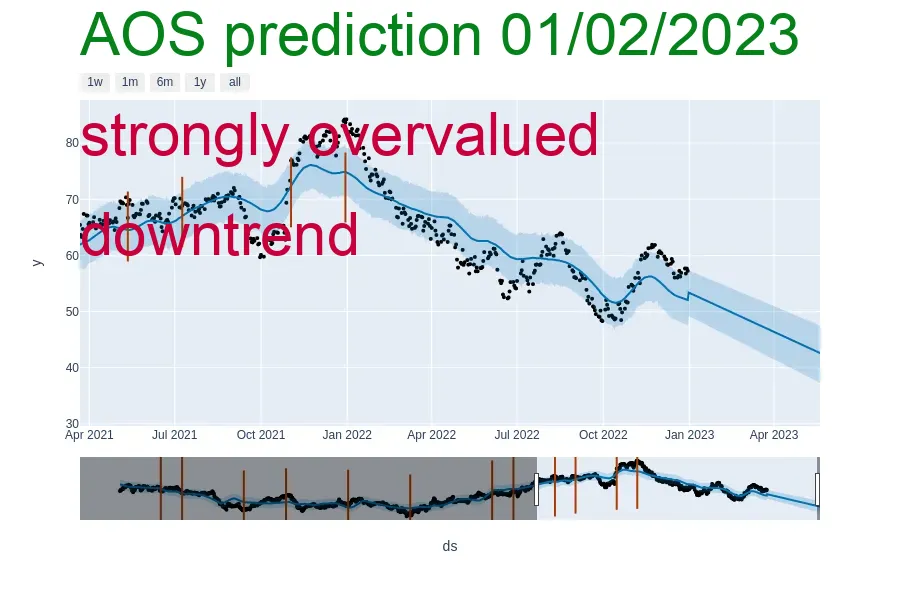 AOS prediction 01/02/2023
1w 1m 6m 1y all
strongly overvalued
downtrend
80
70
60
50
40
30
y
Apr 2021 Jul 2021 Oct 2021 Jan 2022 Apr 2022 Jul 2022 Oct 2022 Jan 2023 Apr 2023
ds